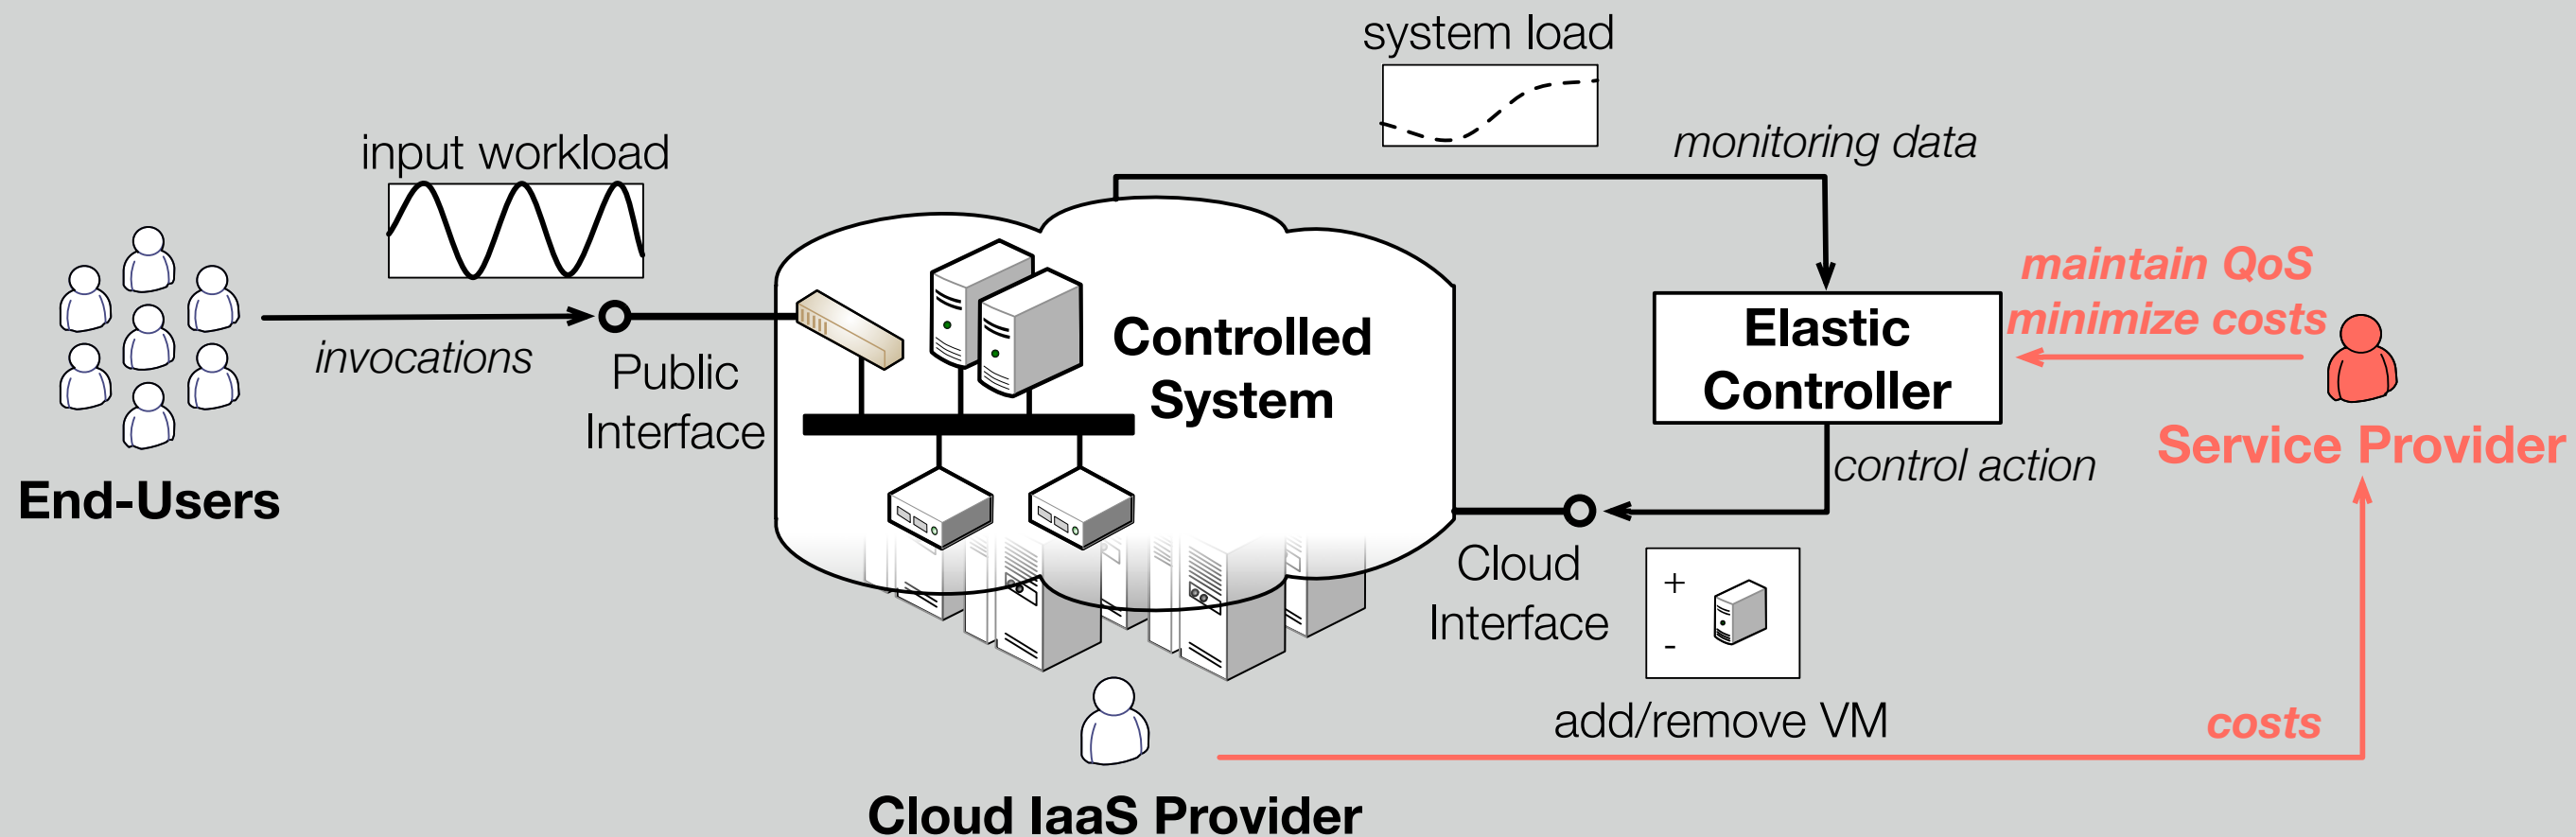 system load
monitoring data
input workload
invocations
Public
Interface
End-Users
Controlled
System
Elastic
Controller
maintain QoS
minimize costs
Service Provider
control action
Cloud
Interface
+
-
add/remove VM
costs
Cloud IaaS Provider